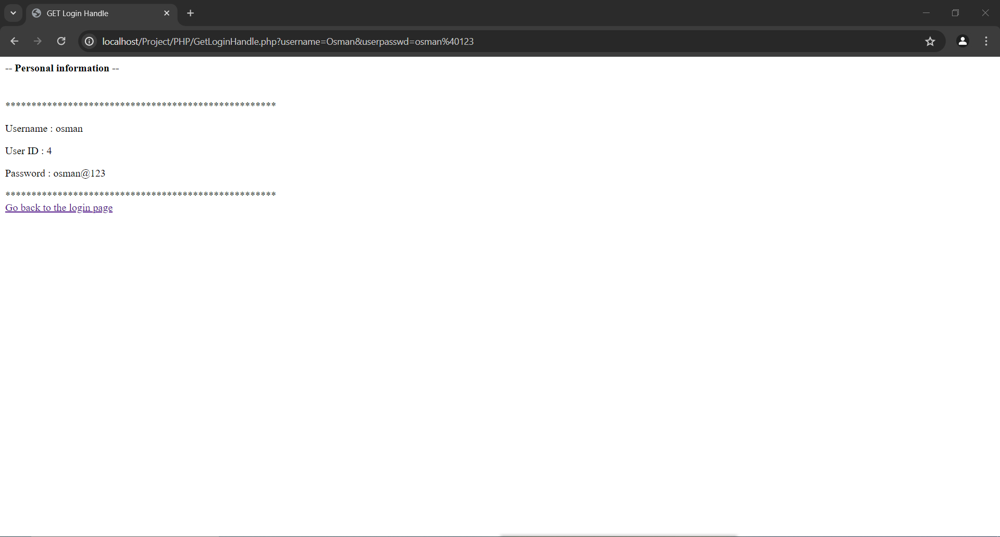 GET Login Handle
localhost/Project/PHP/GetLoginHandle.php?username=Osman&userpasswd=osman%40123
-- Personal information --
****************************************************
Username : osman
User ID : 4
Password : osman@123
****************************************************
Go back to the login page